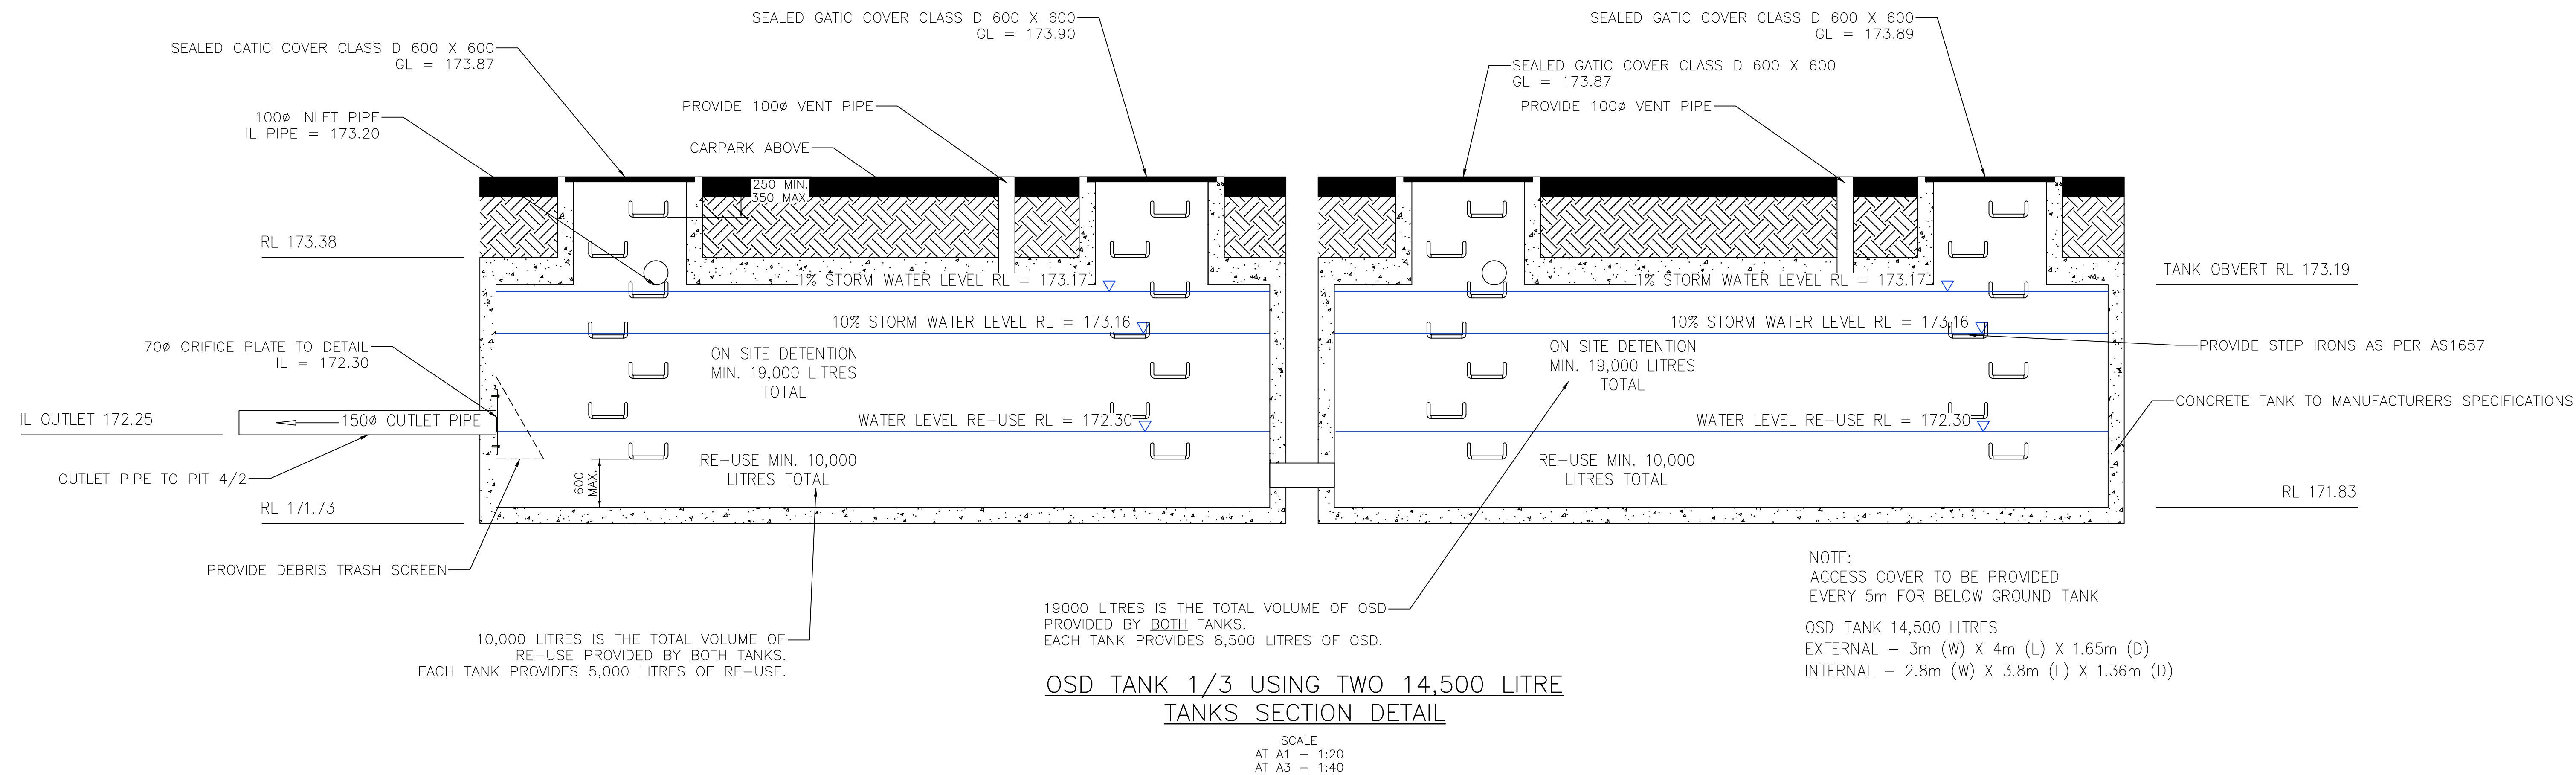 SEALED GATIC COVER CLASS D 600 X 600
GL = 173.90
SEALED GATIC COVER CLASS D 600 X 600
GL = 173.89
SEALED GATIC COVER CLASS D 600 X 600
GL = 173.87
SEALED GATIC COVER CLASS D 600 X 600
GL = 173.87
PROVIDE 100ø VENT PIPE
PROVIDE 100ø VENT PIPE
100ø INLET PIPE
IL PIPE = 173.20
CARPARK ABOVE
250 MIN.
350 MAX.
RL 173.38
1% STORM WATER LEVEL RL = 173.17
1% STORM WATER LEVEL RL = 173.17
TANK OBVERT RL 173.19
10% STORM WATER LEVEL RL = 173.16
10% STORM WATER LEVEL RL = 173.16
70ø ORIFICE PLATE TO DETAIL
IL = 172.30
ON SITE DETENTION
MIN. 19,000 LITRES
TOTAL
ON SITE DETENTION
MIN. 19,000 LITRES
TOTAL
PROVIDE STEP IRONS AS PER AS1657
CONCRETE TANK TO MANUFACTURERS SPECIFICATIONS
IL OUTLET 172.25
150ø OUTLET PIPE
WATER LEVEL RE-USE RL = 172.30
WATER LEVEL RE-USE RL = 172.30
OUTLET PIPE TO PIT 4/2
600
MAX.
RE-USE MIN. 10,000
LITRES TOTAL
RE-USE MIN. 10,000
LITRES TOTAL
RL 171.73
RL 171.83
PROVIDE DEBRIS TRASH SCREEN
NOTE:
ACCESS COVER TO BE PROVIDED
EVERY 5m FOR BELOW GROUND TANK
OSD TANK 14,500 LITRES
EXTERNAL - 3m (W) X 4m (L) X 1.65m (D)
INTERNAL - 2.8m (W) X 3.8m (L) X 1.36m (D)
19000 LITRES IS THE TOTAL VOLUME OF OSD
PROVIDED BY BOTH TANKS.
EACH TANK PROVIDES 8,500 LITRES OF OSD.
10,000 LITRES IS THE TOTAL VOLUME OF
RE-USE PROVIDED BY BOTH TANKS.
EACH TANK PROVIDES 5,000 LITRES OF RE-USE.
OSD TANK 1/3 USING TWO 14,500 LITRE
TANKS SECTION DETAIL
SCALE
AT A1 - 1:20
AT A3 - 1:40